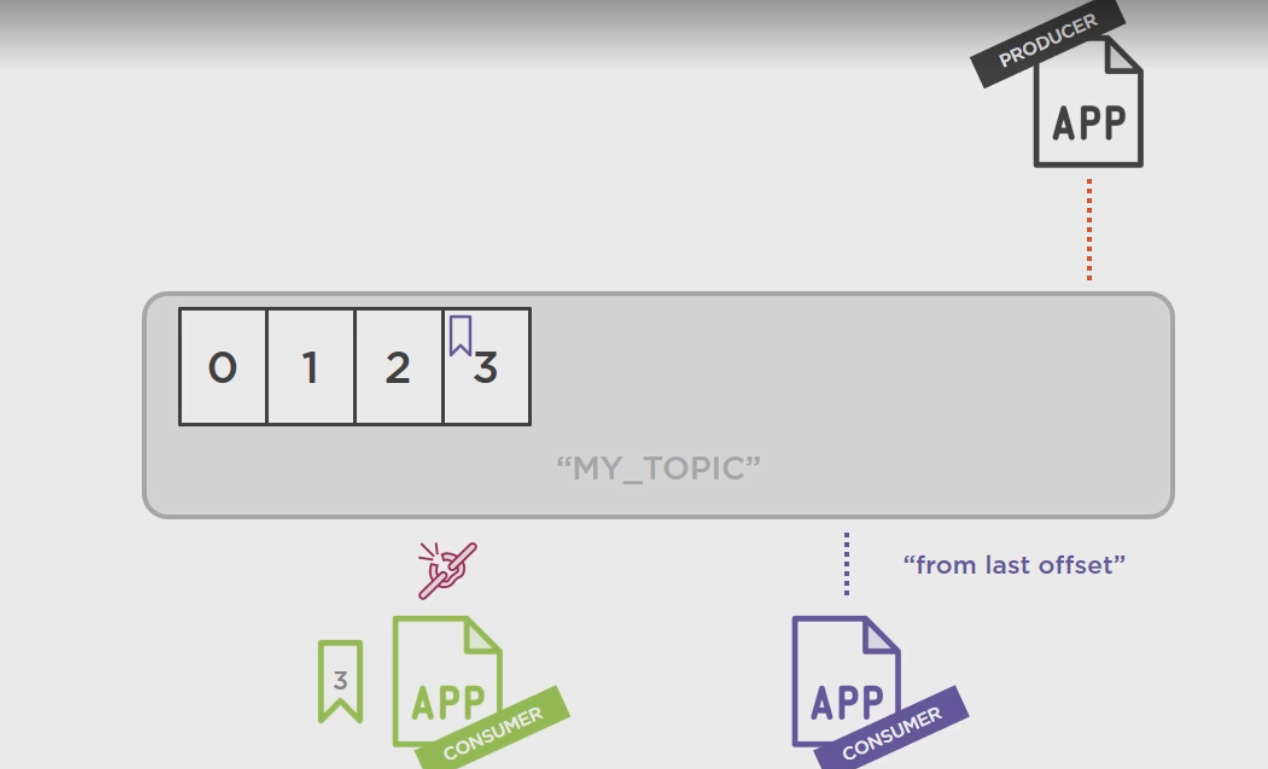 PRODUCER
APP
0 1 2 3
“MY_TOPIC”
“from last offset”
3
APP
CONSUMER
APP
CONSUMER